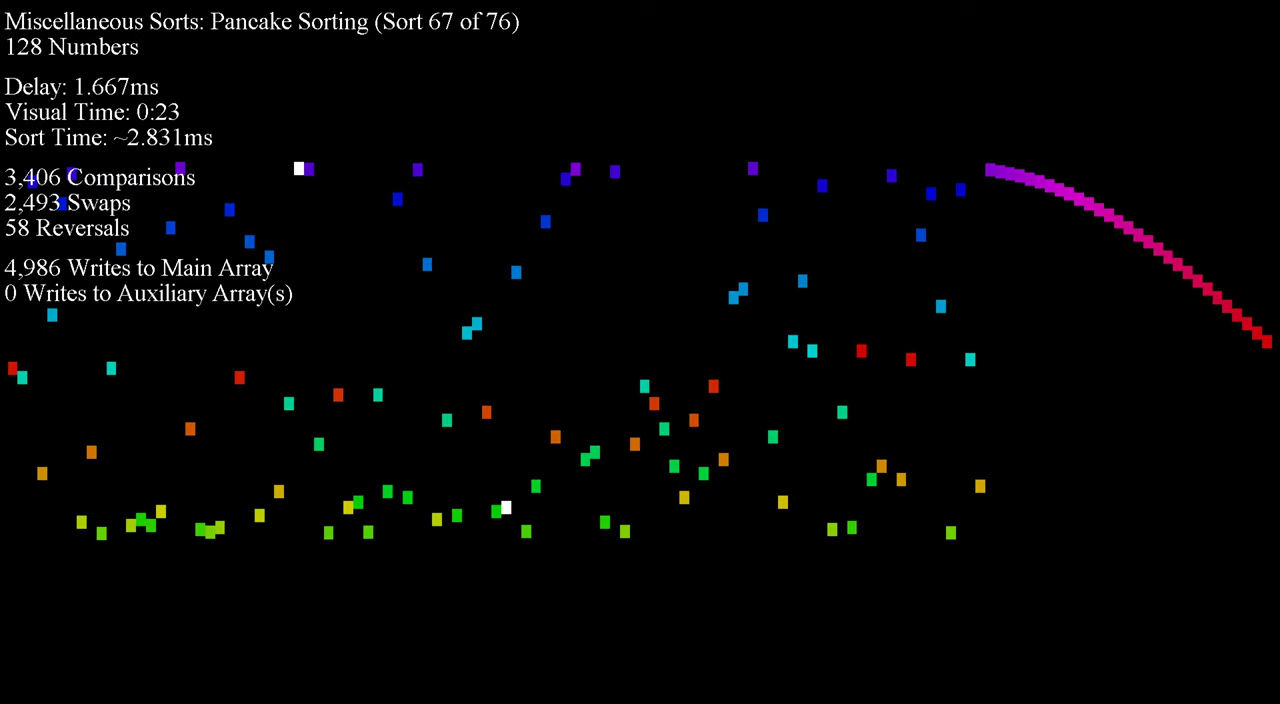 Miscellaneous Sorts: Pancake Sorting (Sort 67 of 76)
128 Numbers
Delay: 1.667ms
Visual Time: 0:23
Sort Time: ~2.831ms
3,406 Comparisons
2,493 Swaps
58 Reversals
4,986 Writes to Main Array
0 Writes to Auxiliary Array(s)